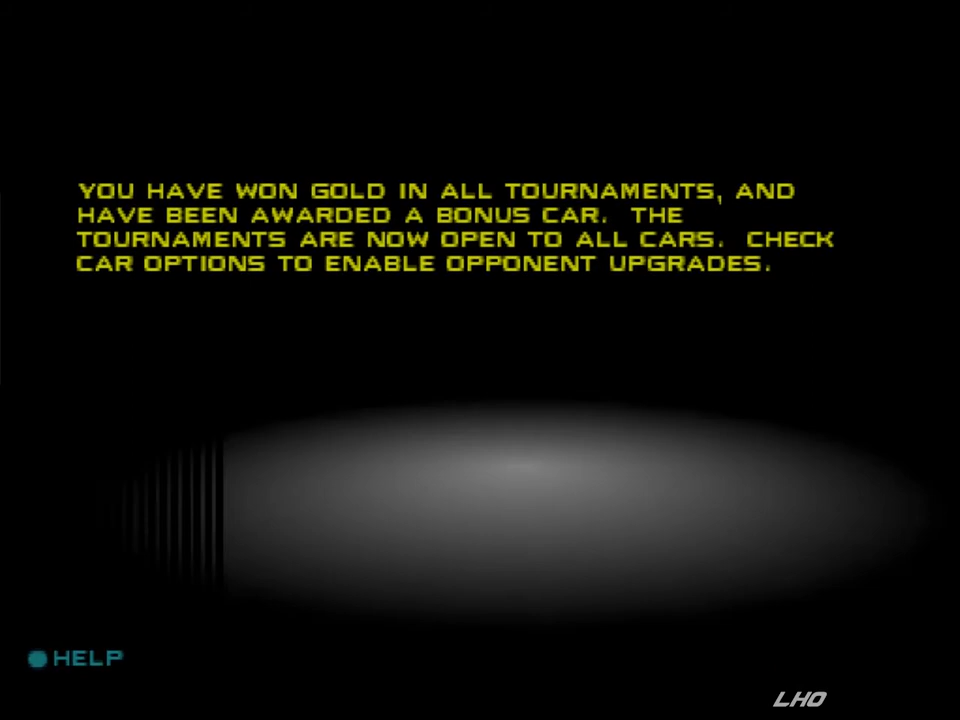 YOU HAVE WON GOLD IN ALL TOURNAMENTS, AND
HAVE BEEN AWARDED A BONUS CAR.  THE
TOURNAMENTS ARE NOW OPEN TO ALL CARS.  CHECK
CAR OPTIONS TO ENABLE OPPONENT UPGRADES.
HELP
LHO